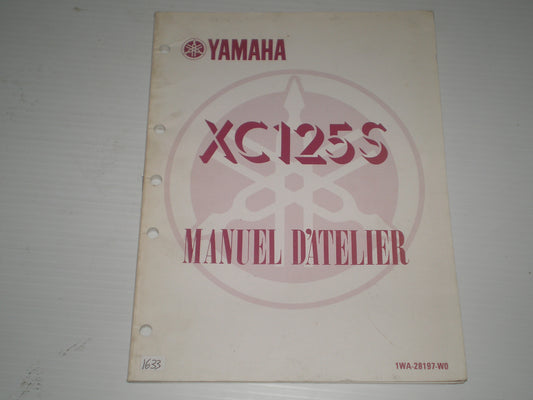 YAMAHA
XC125S
MANUEL D'ATELIER
1WA-28197-W0
1633